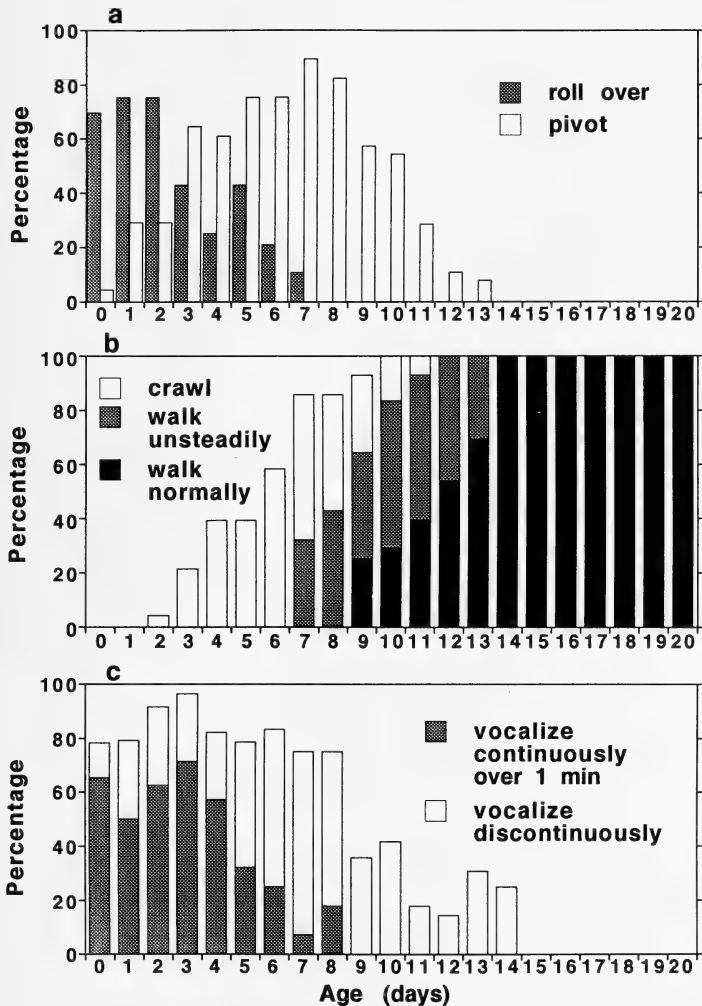 a
100
80
60
40
20
0
Percentage
roll over
pivot
0 1 2 3 4 5 6 7 8 9 10 11 12 13 14 15 16 17 18 19 20
b
100
80
60
40
20
0
Percentage
crawl
walk
unsteadily
walk
normally
0 1 2 3 4 5 6 7 8 9 10 11 12 13 14 15 16 17 18 19 20
c
100
80
60
40
20
0
Percentage
vocalize
continuously
over 1 min
vocalize
discontinuously
0 1 2 3 4 5 6 7 8 9 10 11 12 13 14 15 16 17 18 19 20
Age (days)